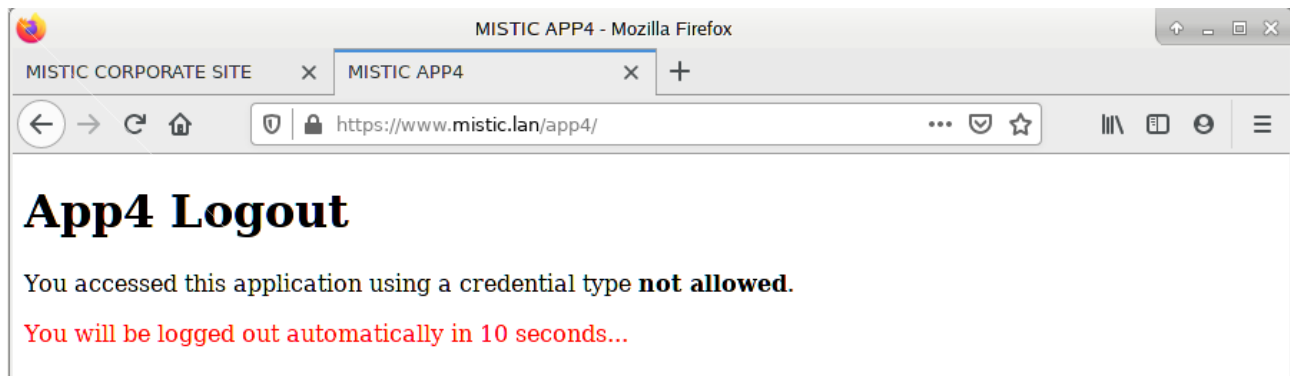 MISTIC APP4 - Mozilla Firefox
MISTIC CORPORATE SITE
MISTIC APP4
https://www.mistic.lan/app4/
App4 Logout
You accessed this application using a credential type not allowed.
You will be logged out automatically in 10 seconds...